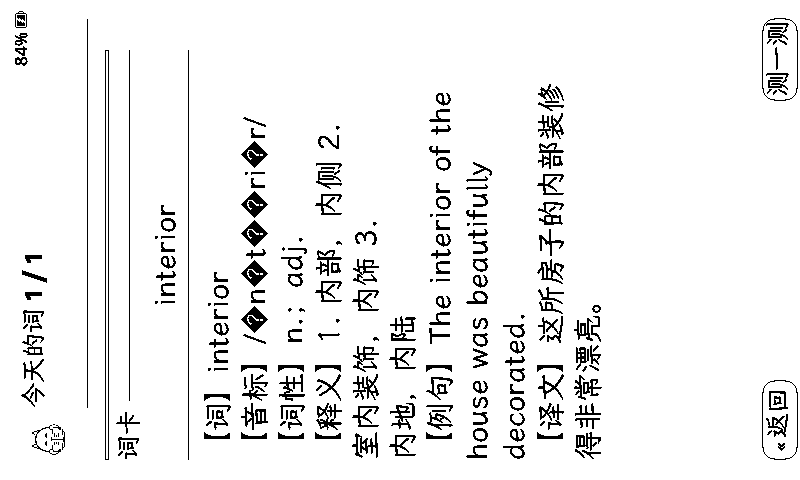 84%
今天的词 1/1
词卡
interior
【词】 interior
【音标】 /�n�t��ri�r/
【词性】 n.; adj.
【释义】 1. 内部， 内侧 2.
室内装饰， 内饰 3.
内地， 内陆
【例句】 The interior of the
house was beautifully
decorated.
【译文】 这所房子的内部装修
得非常漂亮。
«返回
测一测